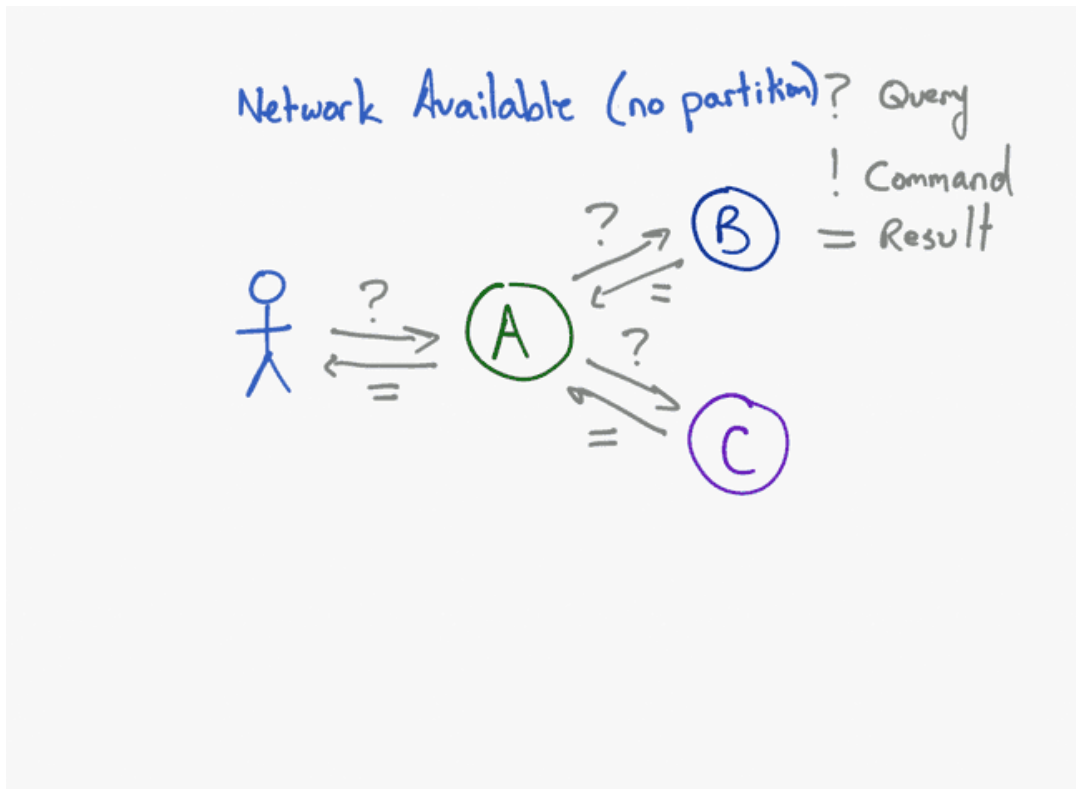 Network Available (no partition)
? Query
! Command
= Result
? B
=
?
A
?
=
= C